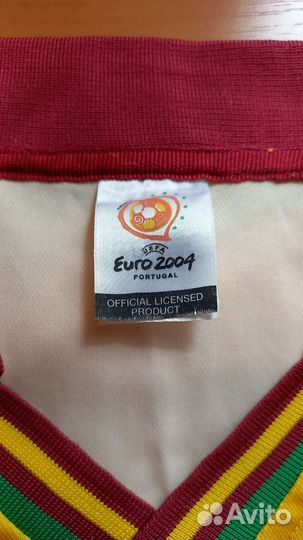 UEFA
EURO 2004
PORTUGAL
OFFICIAL LICENSED
PRODUCT
Avito